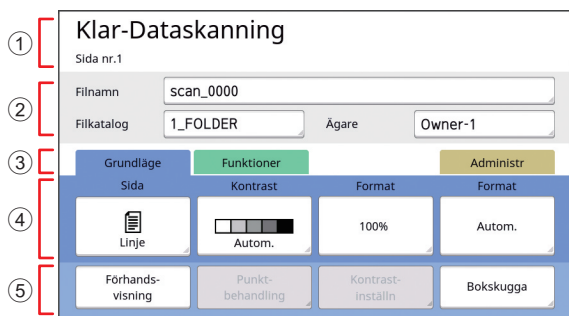 ① Klar-Dataskanning
Sida nr.1
② Filnamn scan_0000
Filkatalog 1_FOLDER Ägare Owner-1
③ Grundläge Funktioner Administr
④ Sida Kontrast Format Format
Linje Autom. 100% Autom.
⑤ Förhands-
visning Punkt-
behandling Kontrast-
inställn Bokskugga